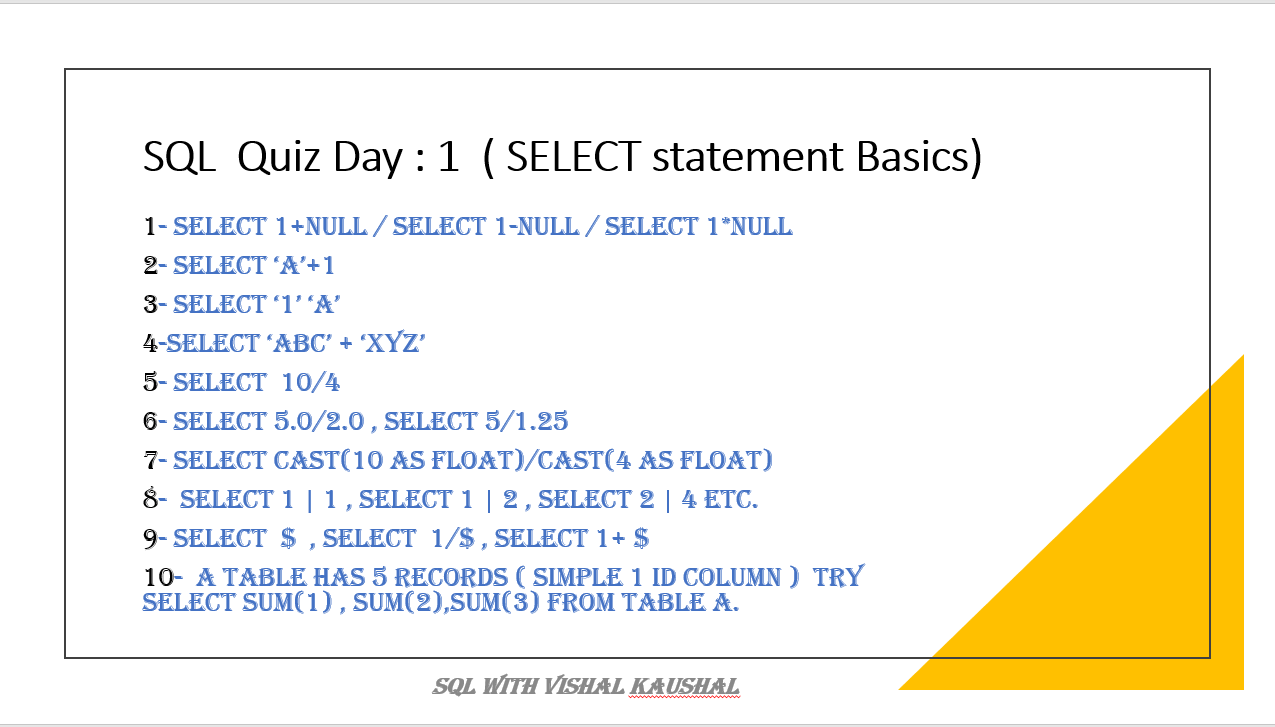 SQL Quiz Day : 1 ( SELECT statement Basics)
1- SELECT 1+NULL / SELECT 1-NULL / SELECT 1*NULL
2- SELECT ‘A’+1
3- SELECT ‘1’ ‘A’
4-SELECT ‘ABC’ + ‘XYZ’
5- SELECT 10/4
6- SELECT 5.0/2.0 , SELECT 5/1.25
7- SELECT CAST(10 AS FLOAT)/CAST(4 AS FLOAT)
8- SELECT 1 | 1 , SELECT 1 | 2 , SELECT 2 | 4 ETC.
9- SELECT $ , SELECT 1/$ , SELECT 1+ $
10- A TABLE HAS 5 RECORDS ( SIMPLE 1 ID COLUMN ) TRY
SELECT SUM(1) , SUM(2),SUM(3) FROM TABLE A.
SQL WITH VISHAL KAUSHAL